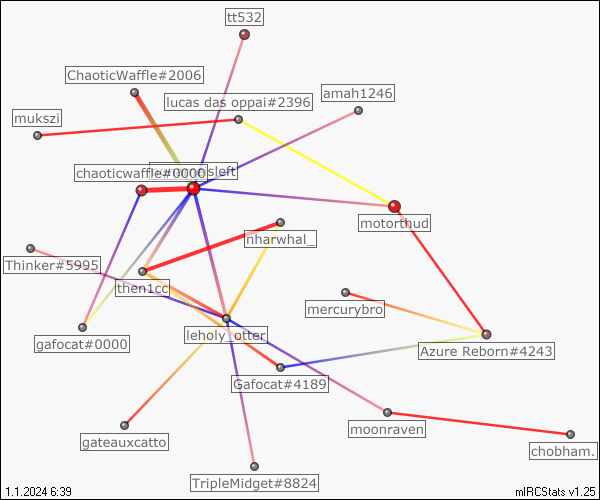 tt532
ChaoticWaffle#2006
amah1246
lucas das oppai#2396
mukszi
chaoticwaffle#0000
motorthud
nharwhal_
Thinker#5995
then1cc
mercurybro
leholy_otter
gafocat#0000
Azure Reborn#4243
Gafocat#4189
moonraven
gateauxcatto
chobham.
TripleMidget#8824
1.1.2024 6:39
mIRCStats v1.25